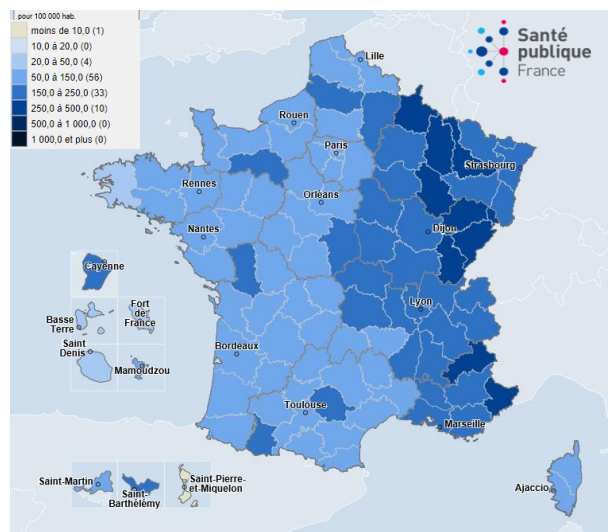 pour 100 000 hab.
moins de 10,0 (1)
10,0 à 20,0 (0)
20,0 à 50,0 (4)
50,0 à 150,0 (56)
150,0 à 250,0 (33)
250,0 à 500,0 (10)
500,0 à 1 000,0 (0)
1 000,0 et plus (0)
Santé
publique
France
Lille
Rouen
Paris
Strasbourg
Rennes
Orléans
Nantes
Dijon
Cayenne
Fort
de
France
Basse
Terre
Lyon
Saint
Denis
Mamoudzou
Bordeaux
Toulouse
Marseille
Saint-Martin
Saint-
Barthélémy
Saint-Pierre
et-Miquelon
Ajaccio